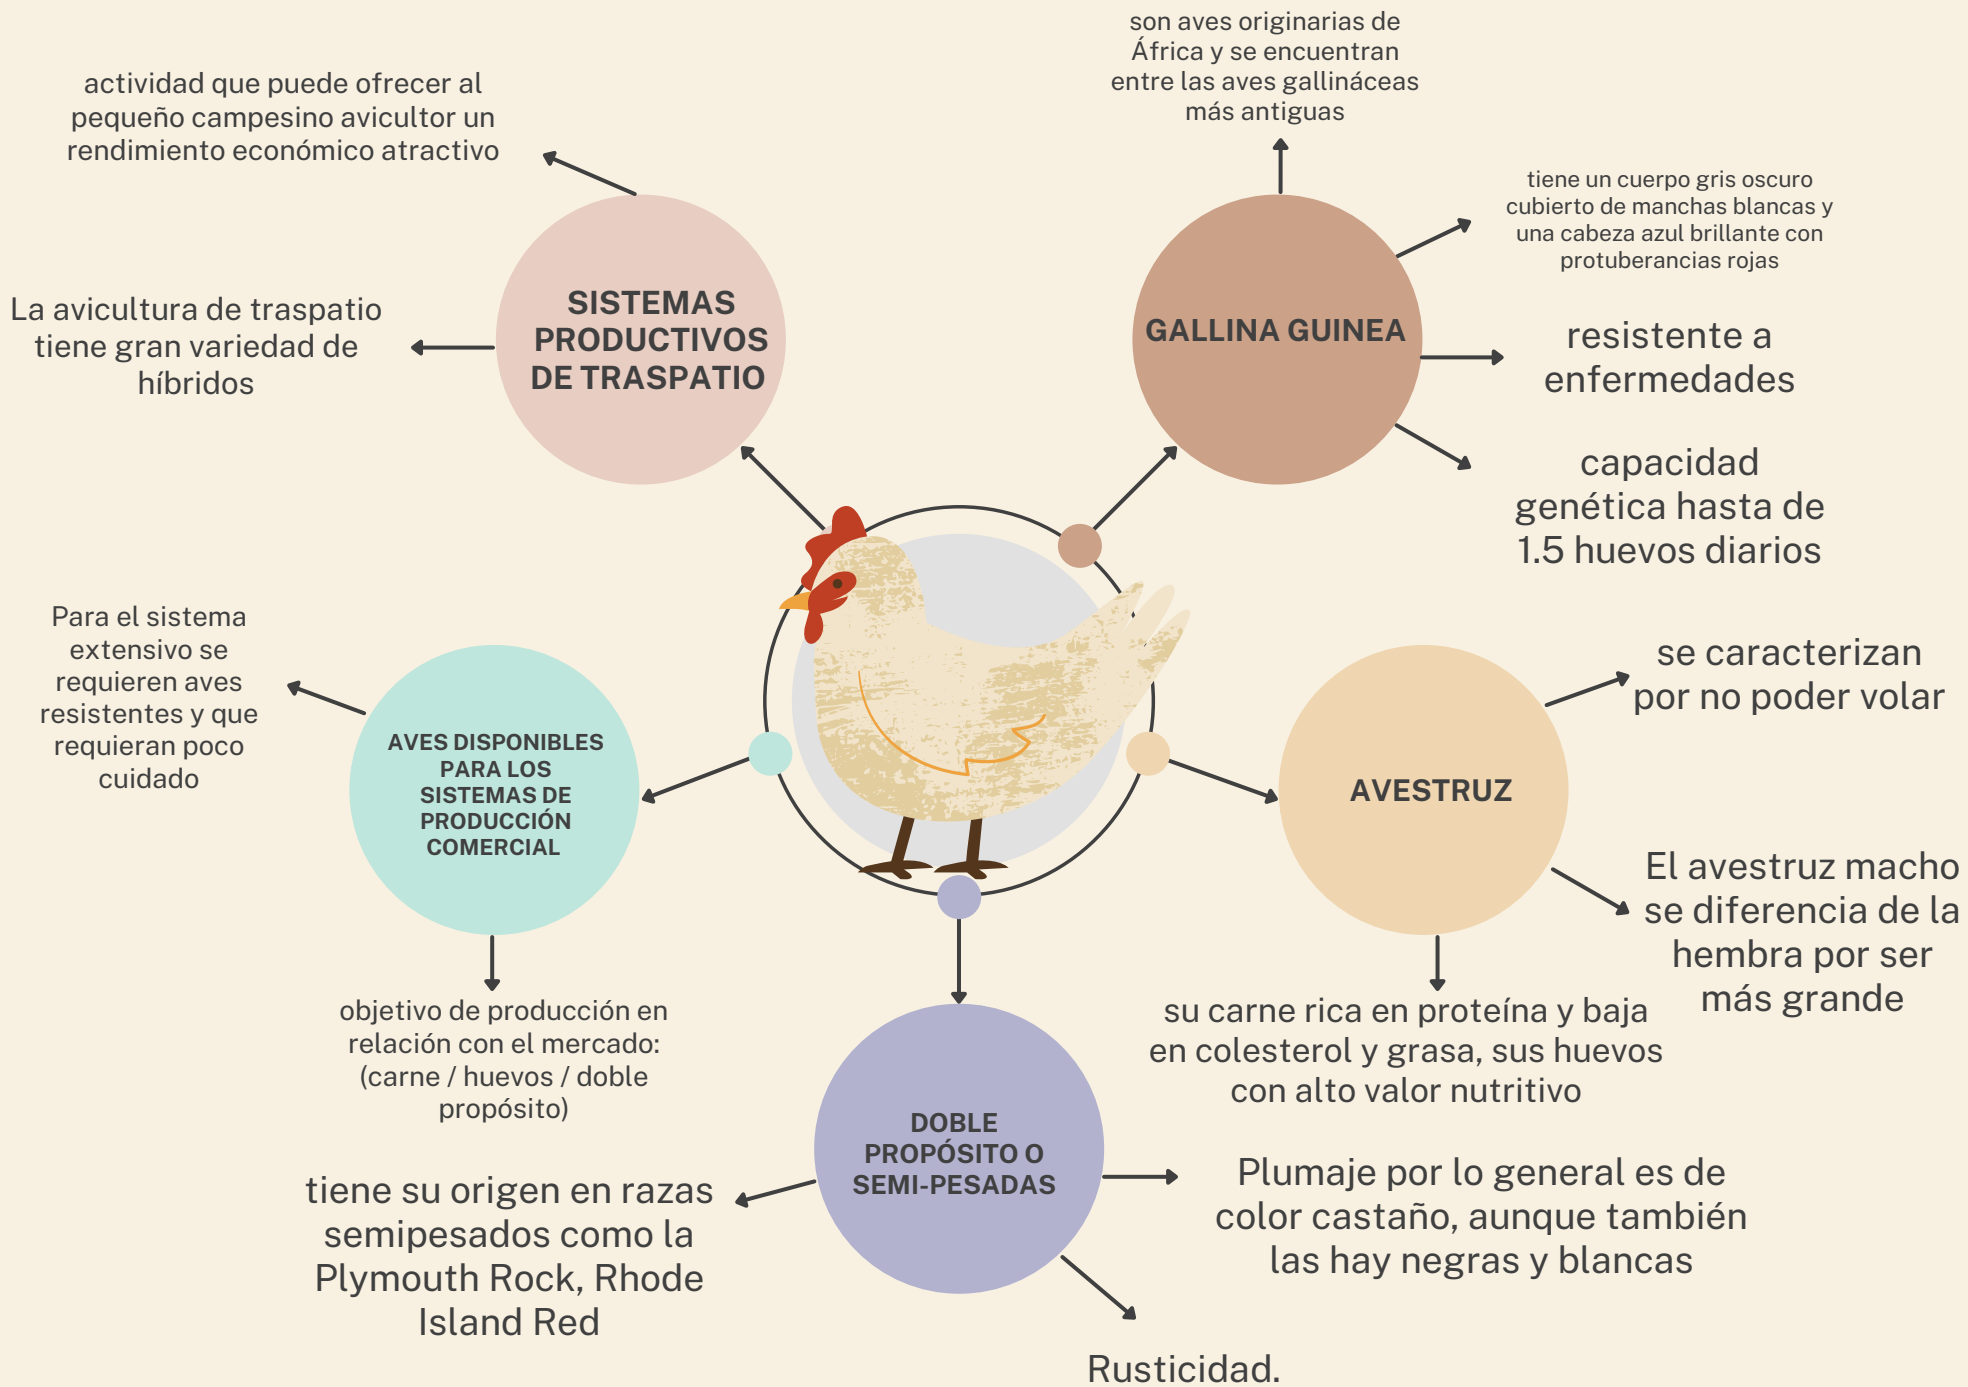 actividad que puede ofrecer al
pequeño campesino avicultor un
rendimiento económico atractivo
La avicultura de traspatio
tiene gran variedad de
híbridos
SISTEMAS
PRODUCTIVOS
DE TRASPATIO
son aves originarias de
África y se encuentran
entre las aves gallináceas
más antiguas
tiene un cuerpo gris oscuro
cubierto de manchas blancas y
una cabeza azul brillante con
protuberancias rojas
GALLINA GUINEA
resistente a
enfermedades
capacidad
genética hasta de
1.5 huevos diarios
Para el sistema
extensivo se
requieren aves
resistentes y que
requieran poco
cuidado
AVES DISPONIBLES
PARA LOS
SISTEMAS DE
PRODUCCIÓN
COMERCIAL
objetivo de producción en
relación con el mercado:
(carne / huevos / doble
propósito)
se caracterizan
por no poder volar
AVESTRUZ
El avestruz macho
se diferencia de la
hembra por ser
más grande
su carne rica en proteína y baja
en colesterol y grasa, sus huevos
con alto valor nutritivo
DOBLE
PROPÓSITO O
SEMI-PESADAS
tiene su origen en razas
semipesados como la
Plymouth Rock, Rhode
Island Red
Plumaje por lo general es de
color castaño, aunque también
las hay negras y blancas
Rusticidad.